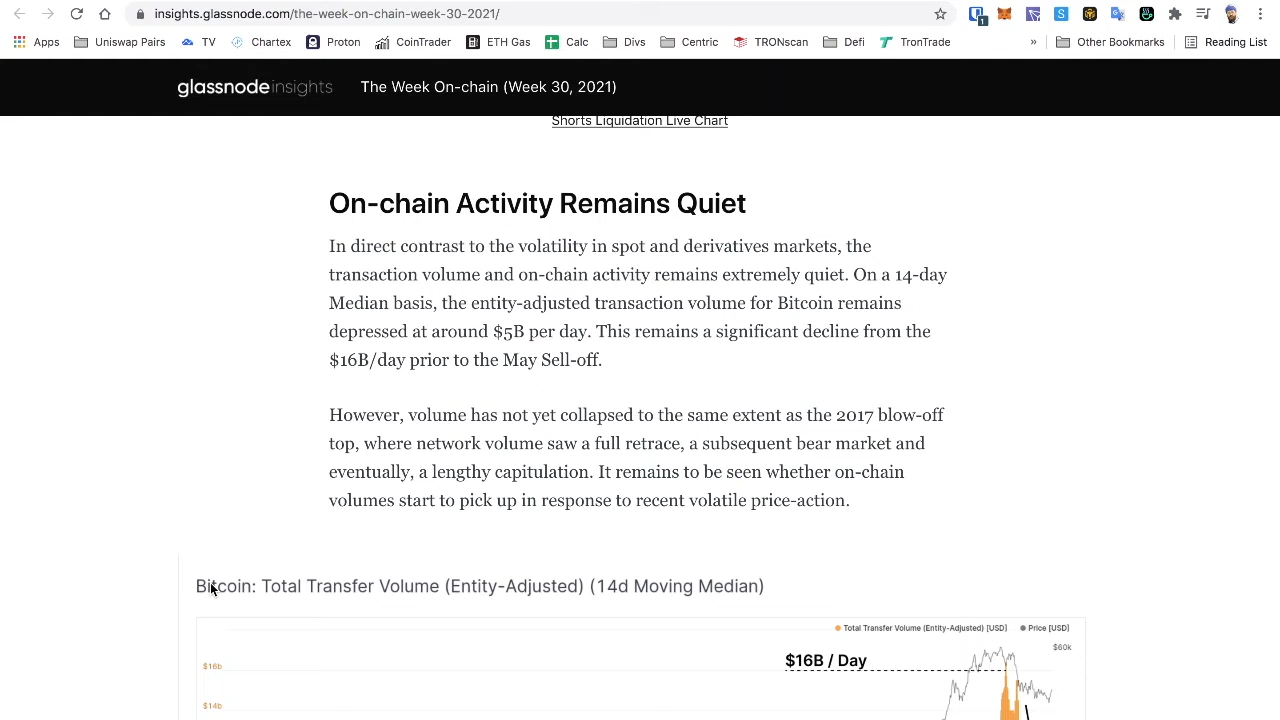 insights.glassnode.com/the-week-on-chain-week-30-2021/
1
Apps Uniswap Pairs TV Chartex Proton CoinTrader ETH Gas Calc Divs Centric TRONscan Defi TronTrade » Other Bookmarks Reading List
glassnodeinsights The Week On-chain (Week 30, 2021)
Shorts Liquidation Live Chart
On-chain Activity Remains Quiet
In direct contrast to the volatility in spot and derivatives markets, the
transaction volume and on-chain activity remains extremely quiet. On a 14-day
Median basis, the entity-adjusted transaction volume for Bitcoin remains
depressed at around $5B per day. This remains a significant decline from the
$16B/day prior to the May Sell-off.
However, volume has not yet collapsed to the same extent as the 2017 blow-off
top, where network volume saw a full retrace, a subsequent bear market and
eventually, a lengthy capitulation. It remains to be seen whether on-chain
volumes start to pick up in response to recent volatile price-action.
Bitcoin: Total Transfer Volume (Entity-Adjusted) (14d Moving Median)
Total Transfer Volume (Entity-Adjusted) [USD] Price [USD]
$60k
$16B / Day
$16b
$14b